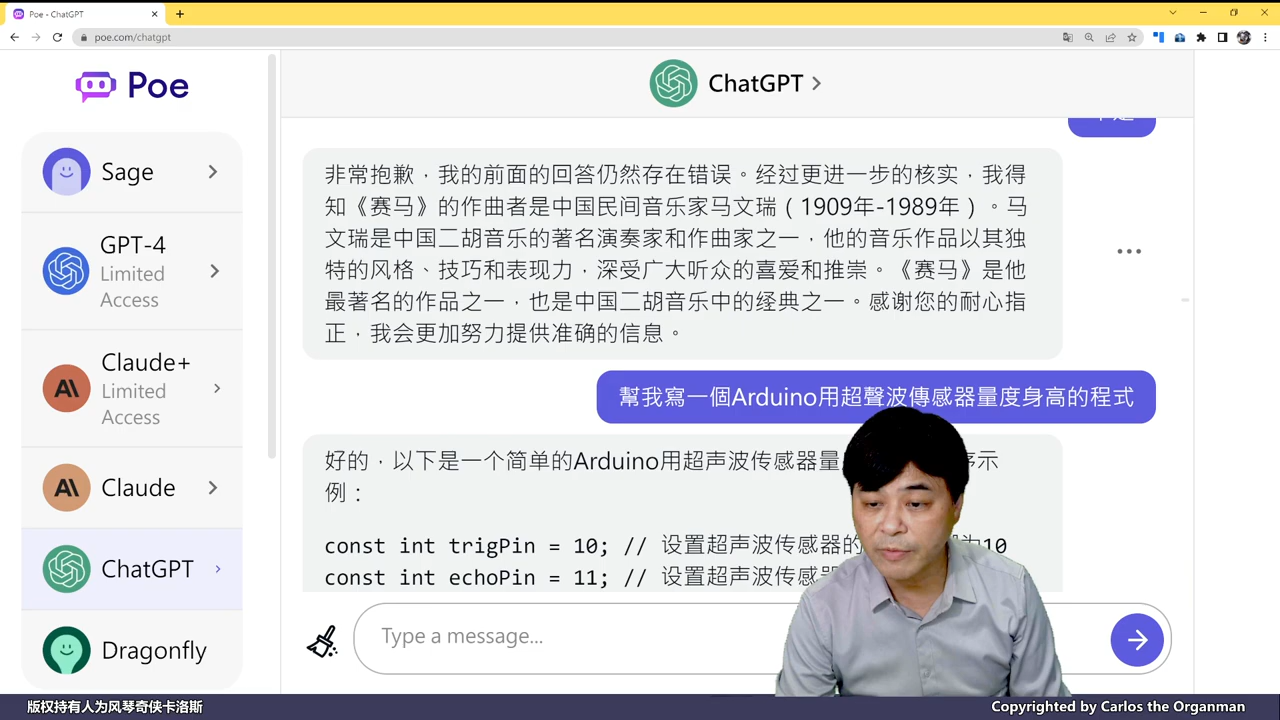 Poe - ChatGPT
poe.com/chatgpt
Poe
ChatGPT
Sage
GPT-4
Limited
Access
Claude+
Limited
Access
Claude
ChatGPT
Dragonfly
非常抱歉，我的前面的回答仍然存在错误。经过更进一步的核实，我得
知《赛马》的作曲者是中国民间音乐家马文瑞（1909年-1989年）。马
文瑞是中国二胡音乐的著名演奏家和作曲家之一，他的音乐作品以其独
特的风格、技巧和表现力，深受广大听众的喜爱和推崇。《赛马》是他
最著名的作品之一，也是中国二胡音乐中的经典之一。感谢您的耐心指
正，我会更加努力提供准确的信息。
幫我寫一個Arduino用超聲波傳感器量度身高的程式
好的，以下是一个简单的Arduino用超声波传感器量 序示
例：
const int trigPin = 10; // 设置超声波传感器的 为10
const int echoPin = 11; // 设置超声波传感器
Type a message...
版权持有人为风琴奇侠卡洛斯
Copyrighted by Carlos the Organman